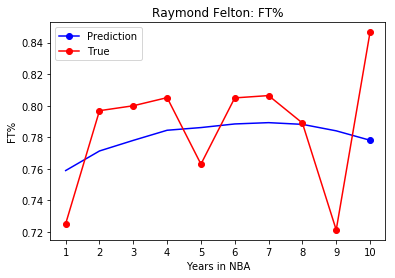 Raymond Felton: FT%
Prediction
True
FT%
0.84
0.82
0.80
0.78
0.76
0.74
0.72
1 2 3 4 5 6 7 8 9 10
Years in NBA